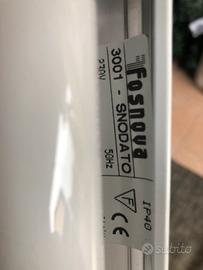 fosnova
3001 - SNODATO
230V 50Hz
IP40
F CE
subito